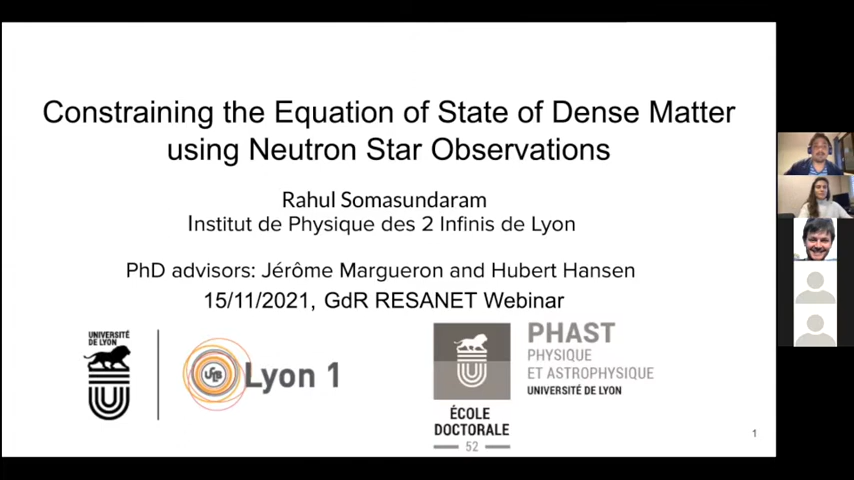 Constraining the Equation of State of Dense Matter
using Neutron Star Observations
Rahul Somasundaram
Institut de Physique des 2 Infinis de Lyon
PhD advisors: Jérôme Margueron and Hubert Hansen
15/11/2021, GdR RESANET Webinar
UNIVERSITÉ
DE LYON
Lyon 1
PHAST
PHYSIQUE
ET ASTROPHYSIQUE
UNIVERSITÉ DE LYON
ÉCOLE
DOCTORALE
52
1